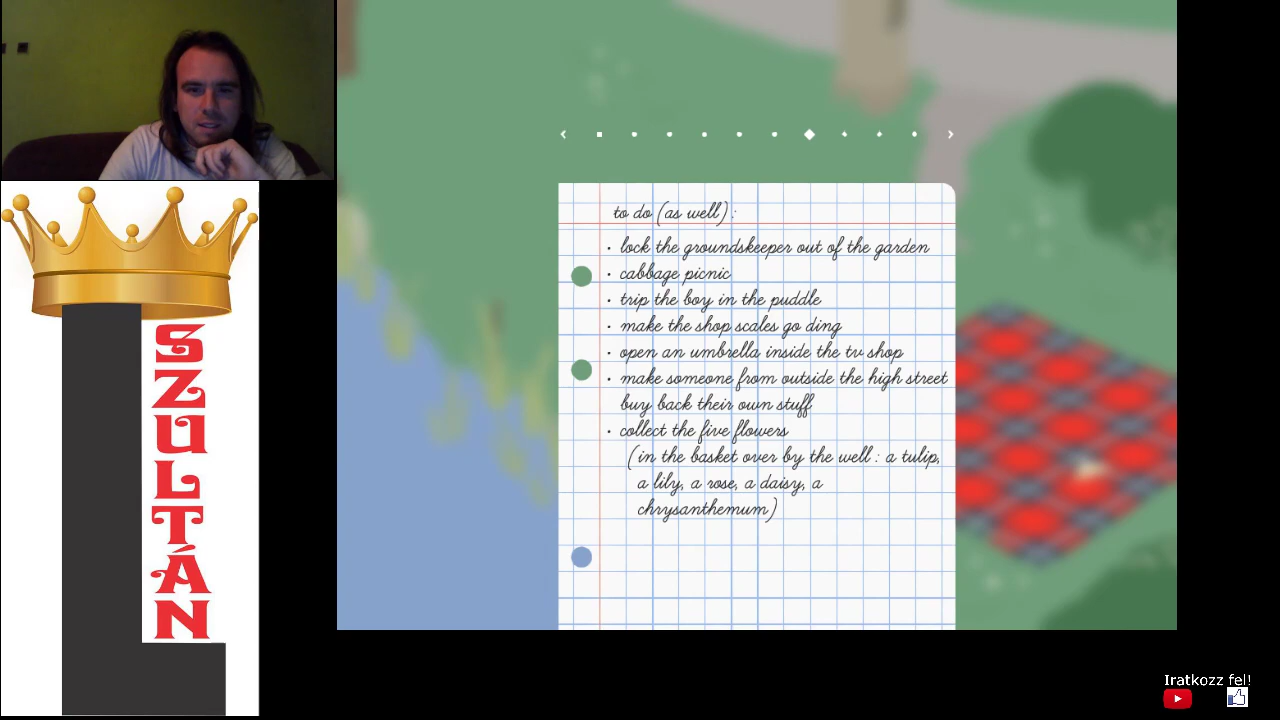 to do (as well):
• lock the groundskeeper out of the garden
• cabbage picnic
• trip the boy in the puddle
• make the shop scales go ding
• open an umbrella inside the tv shop
• make someone from outside the high street
buy back their own stuff
• collect the five flowers
(in the basket over by the well: a tulip,
a lily, a rose, a daisy, a
chrysanthemum)
L
SZULTÁN
Iratkozz fel!